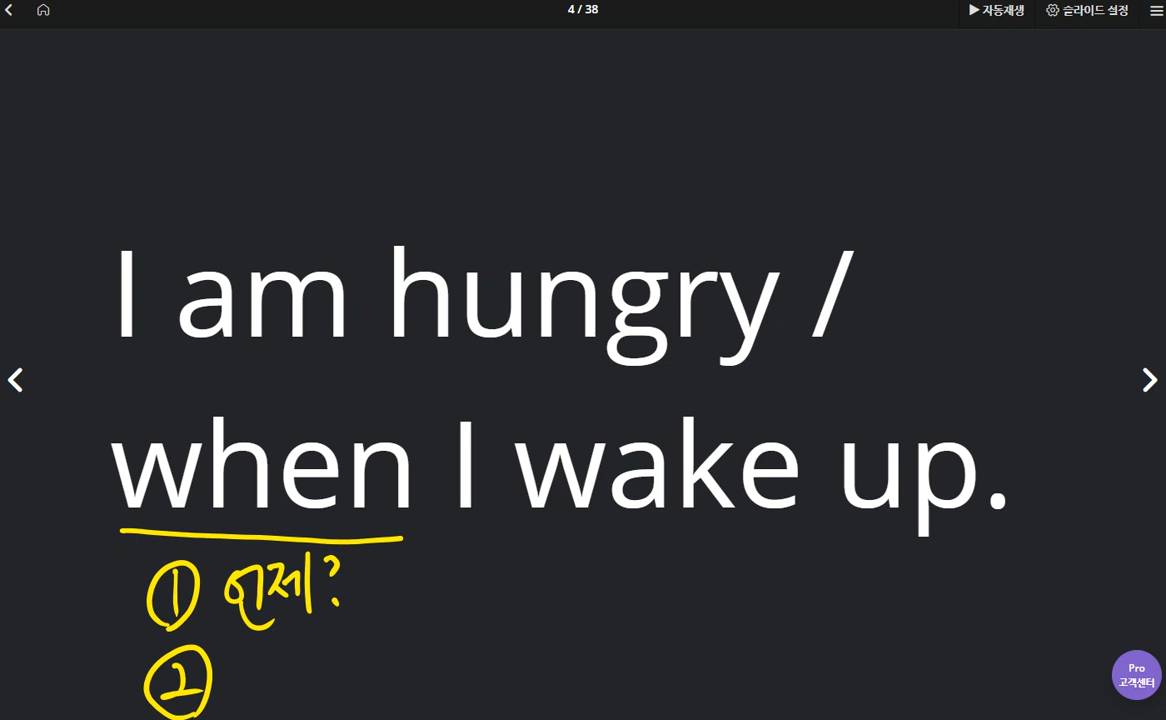 4 / 38
▶ 자동재생
슬라이드 설정
I am hungry /
when I wake up.
① 언제?
②
Pro
고객센터